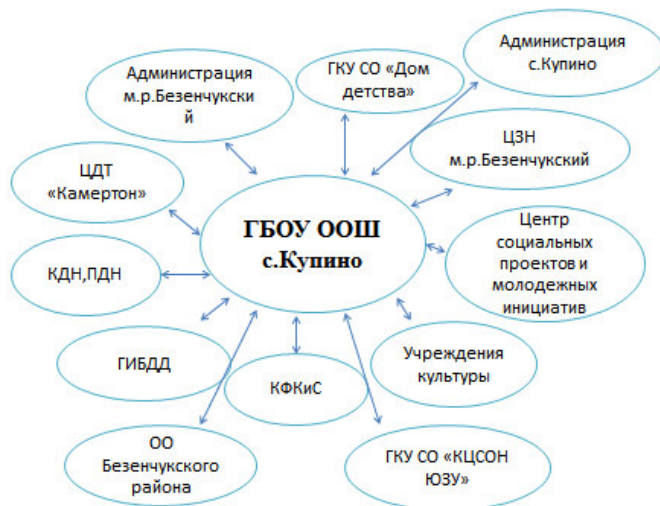 Администрация
м.р.Безенчукски
й
ГКУ СО «Дом
детства»
Администрация
с.Купино
ЦЗН
м.р.Безенчукский
ЦДТ
«Камертон»
ГБОУ ООШ
с.Купино
Центр
социальных
проектов и
молодежных
инициатив
КДН,ПДН
ГИБДД
КФКиС
Учреждения
культуры
ОО
Безенчукского
района
ГКУ СО «КЦСОН
ЮЗУ»